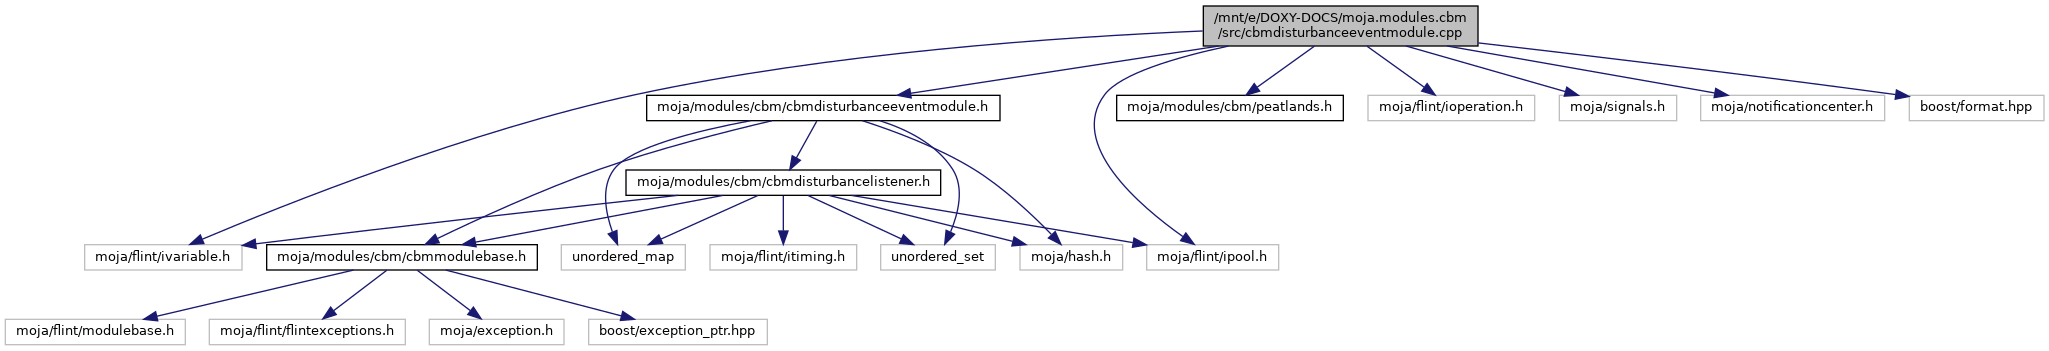 /mnt/e/DOXY-DOCS/moja.modules.cbm
/src/cbmdisturbanceeventmodule.cpp
moja/modules/cbm/cbmdisturbanceeventmodule.h
moja/modules/cbm/peatlands.h
moja/flint/ioperation.h
moja/signals.h
moja/notificationcenter.h
boost/format.hpp
moja/modules/cbm/cbmdisturbancelistener.h
moja/flint/ivariable.h
moja/modules/cbm/cbmmodulebase.h
unordered_map
moja/flint/itiming.h
unordered_set
moja/hash.h
moja/flint/ipool.h
moja/flint/modulebase.h
moja/flint/flintexceptions.h
moja/exception.h
boost/exception_ptr.hpp